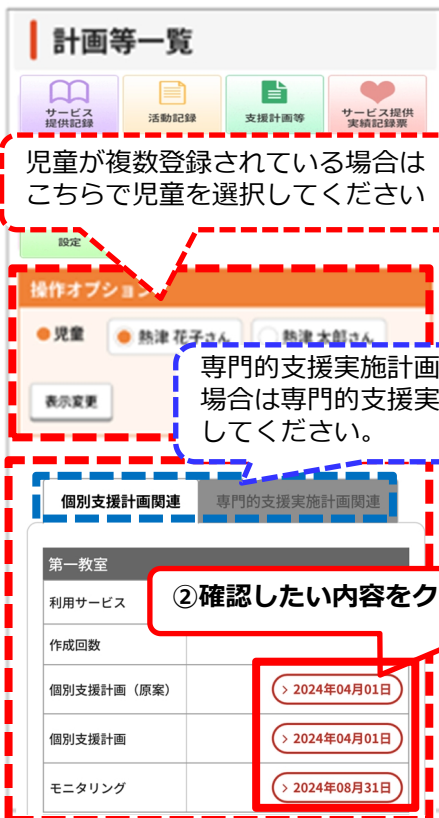 計画等一覧
サービス
提供記録
活動記録
支援計画等
サービス提供
実績記録票
児童が複数登録されている場合は
こちらで児童を選択してください
設定
操作オプション
●児童
熱津 花子さん
熱津 太郎さん
専門的支援実施計画
場合は専門的支援実
してください。
表示変更
個別支援計画関連
専門的支援実施計画関連
第一教室
利用サービス
②確認したい内容をク
作成回数
個別支援計画（原案）
> 2024年04月01日
個別支援計画
> 2024年04月01日
モニタリング
> 2024年08月31日